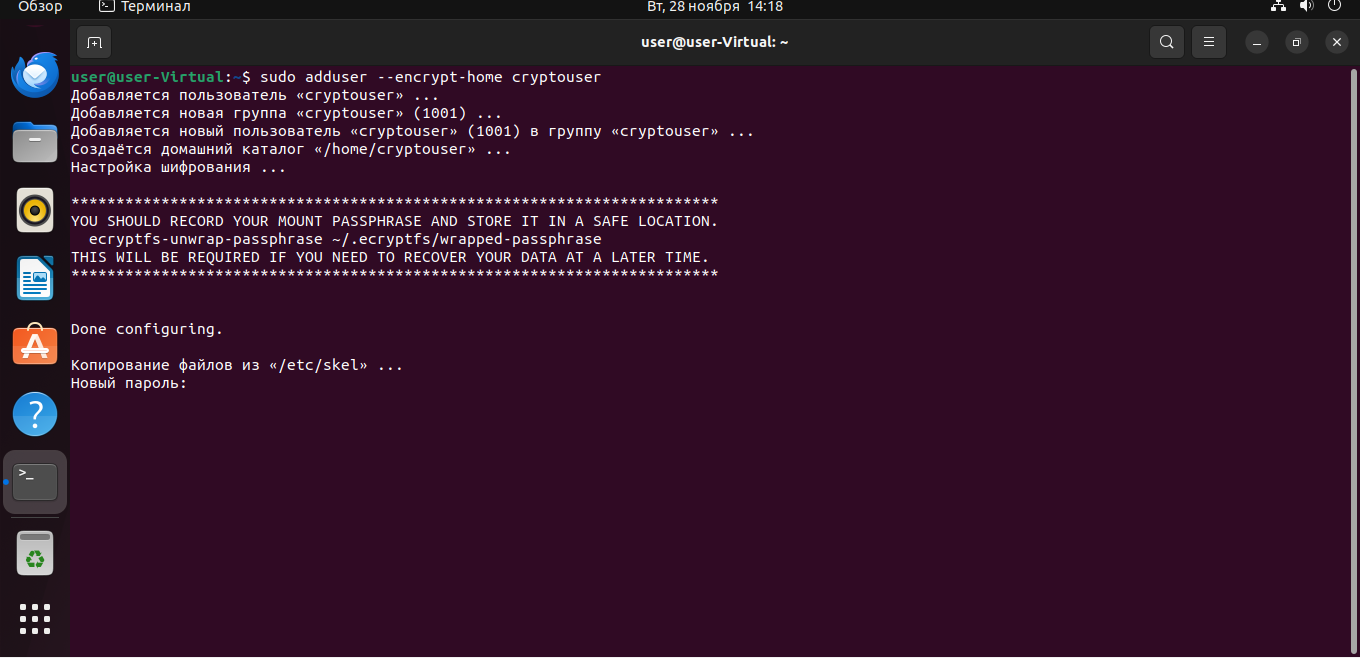 Обзор
Терминал
Вт, 28 ноября 14:18
user@user-Virtual: ~
user@user-Virtual:~$ sudo adduser --encrypt-home cryptouser
Добавляется пользователь «cryptouser» ...
Добавляется новая группа «cryptouser» (1001) ...
Добавляется новый пользователь «cryptouser» (1001) в группу «cryptouser» ...
Создаётся домашний каталог «/home/cryptouser» ...
Настройка шифрования ...
************************************************************************
YOU SHOULD RECORD YOUR MOUNT PASSPHRASE AND STORE IT IN A SAFE LOCATION.
  ecryptfs-unwrap-passphrase ~/.ecryptfs/wrapped-passphrase
THIS WILL BE REQUIRED IF YOU NEED TO RECOVER YOUR DATA AT A LATER TIME.
************************************************************************
Done configuring.
Копирование файлов из «/etc/skel» ...
Новый пароль: